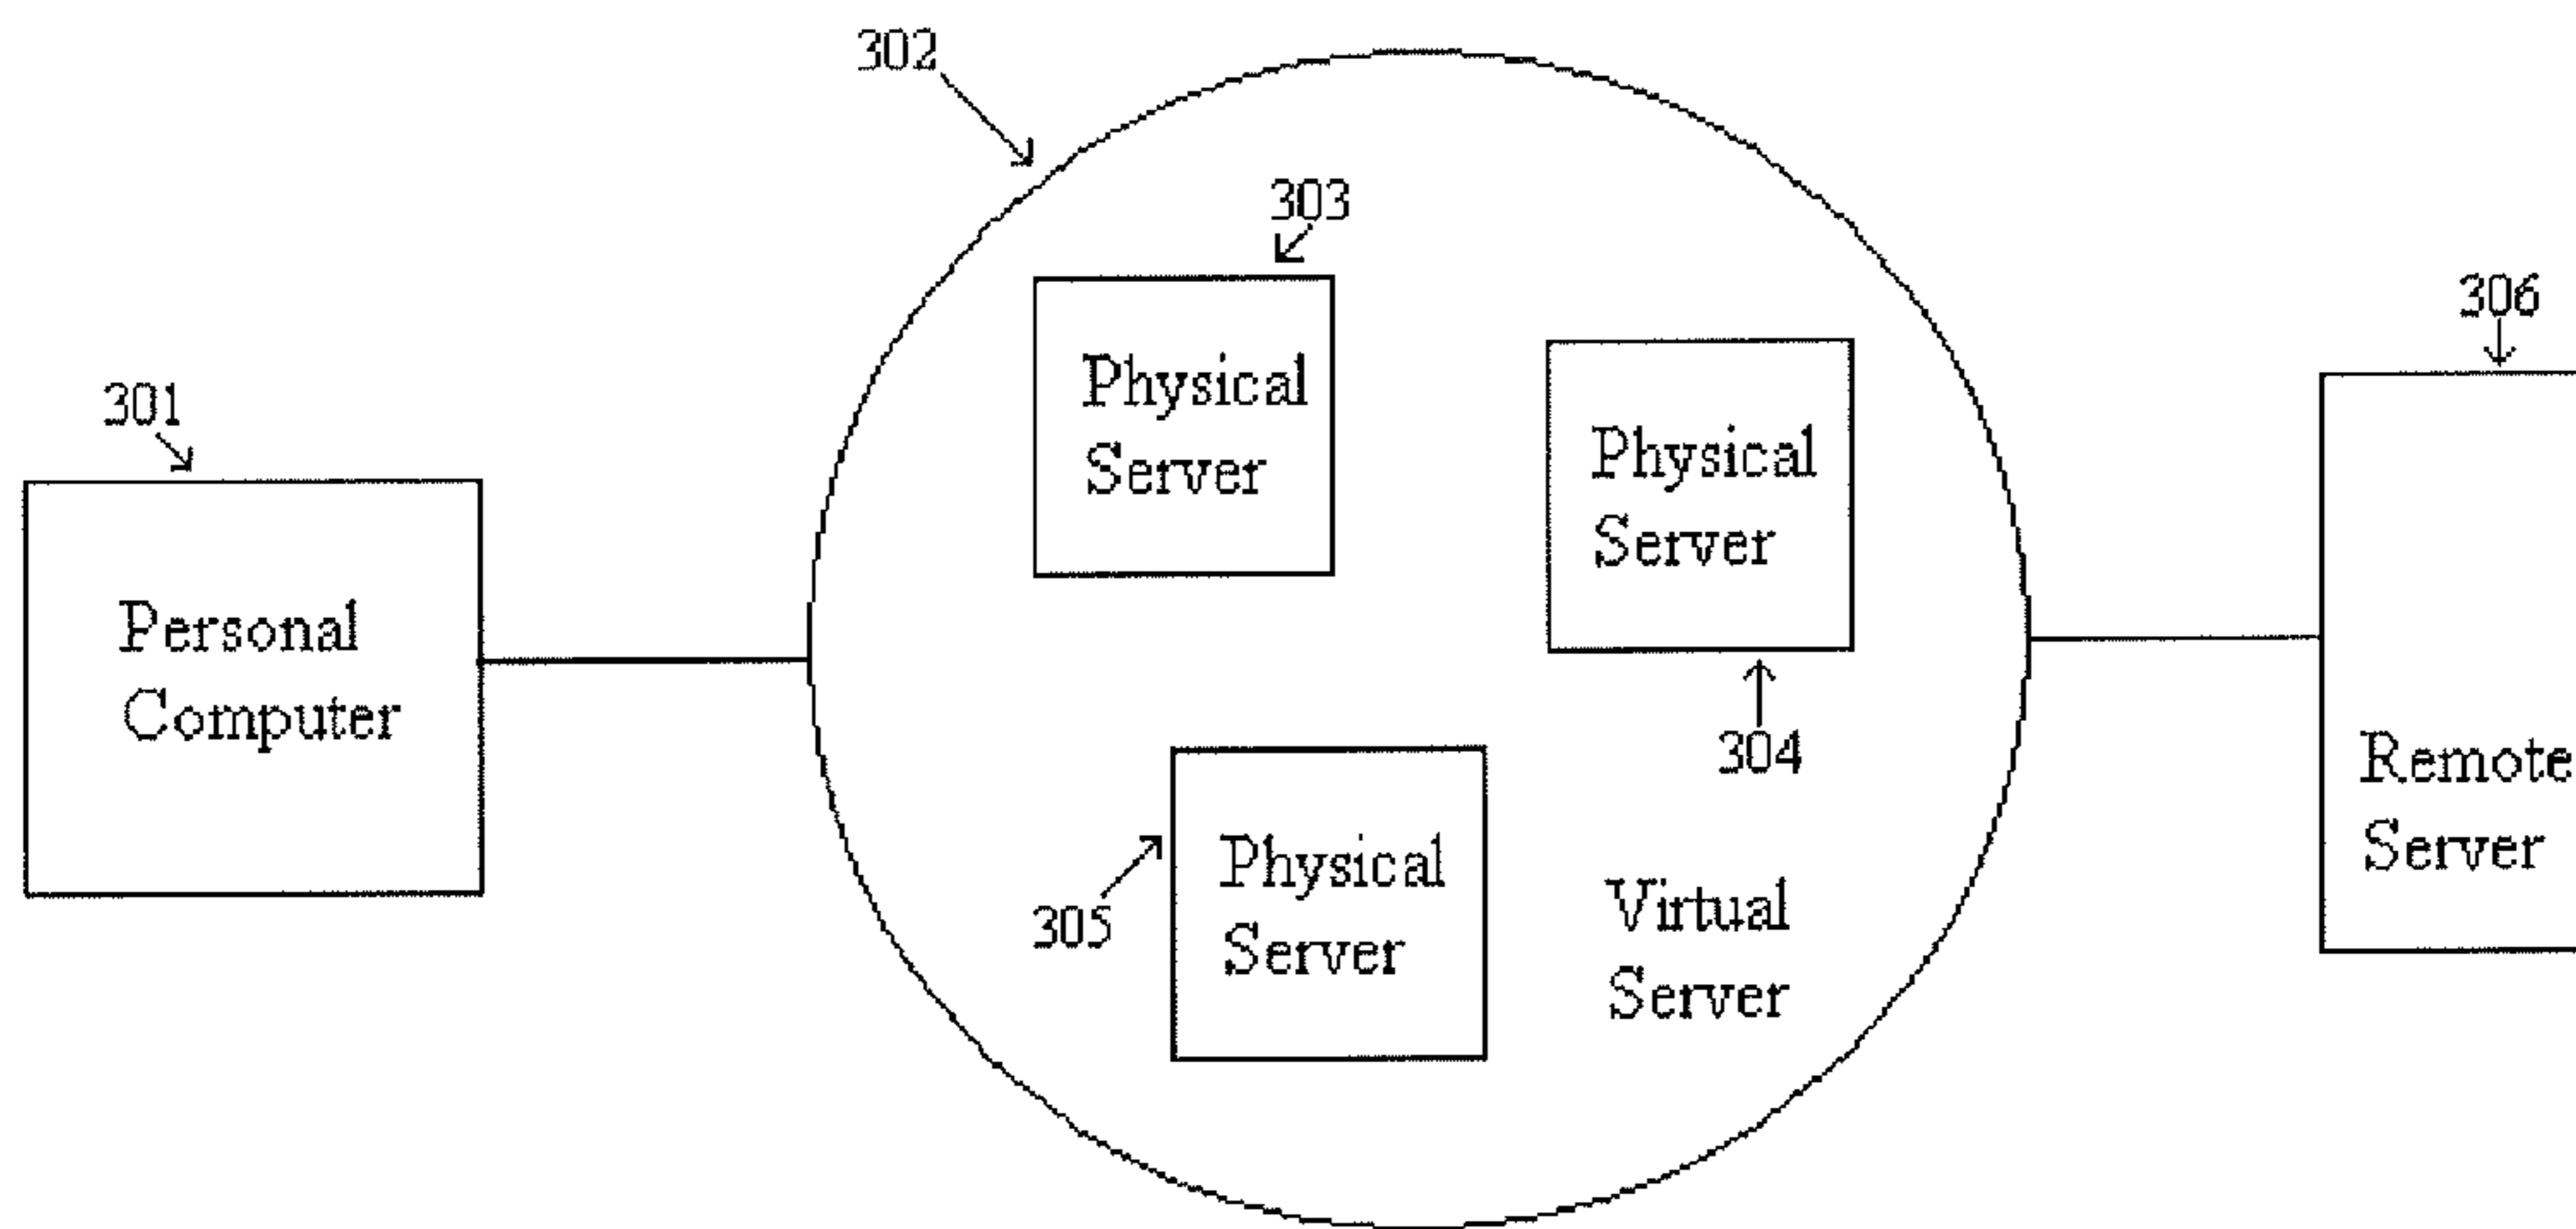 302
303
Physical
Server
306
301
Personal
Computer
Physical
Server
304
305
Physical
Server
Virtual
Server
Remote
Server